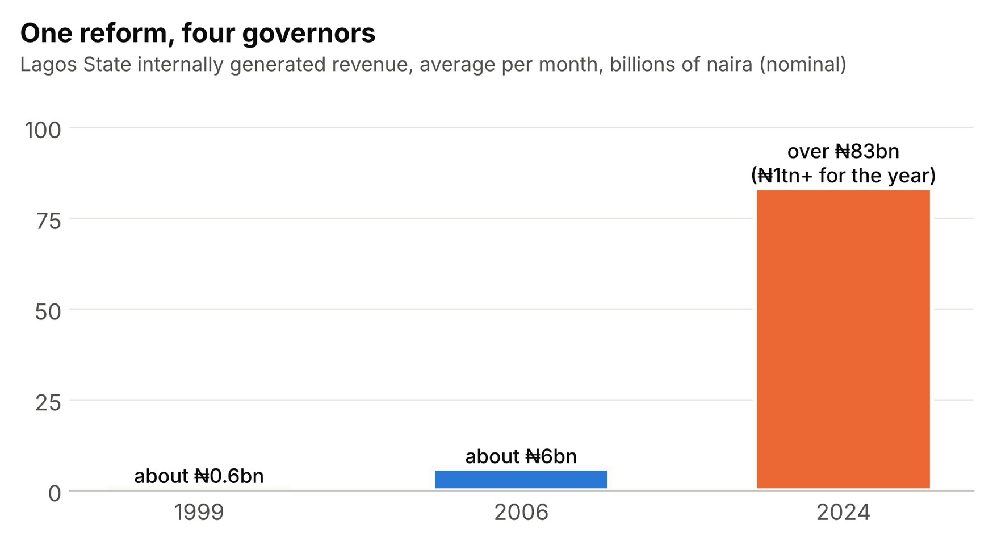 One reform, four governors
Lagos State internally generated revenue, average per month, billions of naira (nominal)
100
75
50
25
0
about ₦0.6bn
about ₦6bn
over ₦83bn
(₦1tn+ for the year)
1999
2006
2024